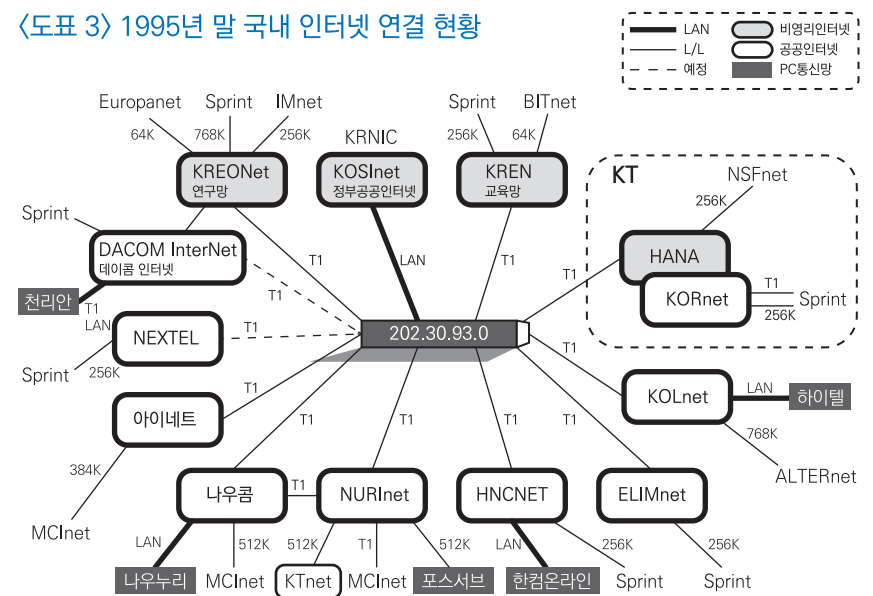 〈도표 3〉 1995년 말 국내 인터넷 연결 현황
LAN
L/L
예정
비영리인터넷
공공인터넷
PC통신망
Europanet
Sprint
IMnet
64K
768K
256K
KRNIC
Sprint
BITnet
256K
64K
KREONet
연구망
KOSInet
정부공공인터넷
KREN
교육망
KT
NSFnet
256K
HANA
KORnet
T1
256K
Sprint
T1
Sprint
DACOM InterNet
데이콤 인터넷
천리안
T1
LAN
T1
T1
LAN
T1
NEXTEL
T1
Sprint
256K
202.30.93.0
T1
KOLnet
LAN
하이텔
768K
ALTERnet
아이네트
T1
384K
MCInet
T1
T1
T1
T1
나우콤
T1
NURInet
HNCNET
ELIMnet
LAN
512K
512K
T1
512K
LAN
256K
256K
나우누리
MCInet
KTnet
MCInet
포스서브
한컴온라인
Sprint
Sprint